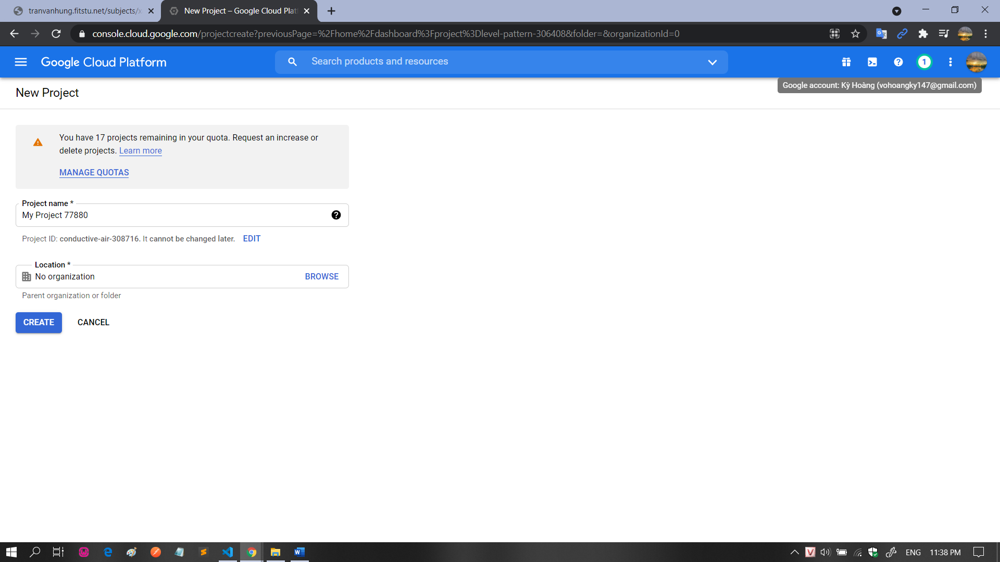 tranvanhung.fitstu.net/subjects/x
New Project – Google Cloud Plat
console.cloud.google.com/projectcreate?previousPage=%2Fhome%2Fdashboard%3Fproject%3Dlevel-pattern-306408&folder=&organizationId=0
Google Cloud Platform
Search products and resources
1
New Project
Google account: Kỳ Hoàng (vohoangky147@gmail.com)
You have 17 projects remaining in your quota. Request an increase or
delete projects. Learn more
MANAGE QUOTAS
Project name *
My Project 77880
Project ID: conductive-air-308716. It cannot be changed later. EDIT
Location *
No organization
BROWSE
Parent organization or folder
CREATE
CANCEL
ENG
11:38 PM